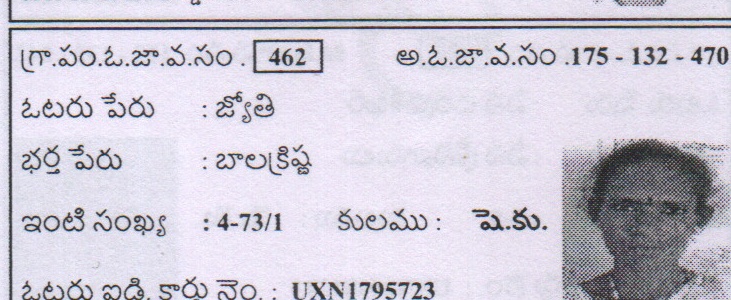 గ్రా.పం.ఓ.జా.వ.సం . 462 అ.ఓ.జా.వ.సం .175 - 132 - 470
ఓటరు పేరు : జ్యోతి
భర్త పేరు : బాలక్రిష్ణ
ఇంటి సంఖ్య : 4-73/1 కులము : షె.కు.
ఓటరు ఐడి. కార్డు నెం. : UXN1795723